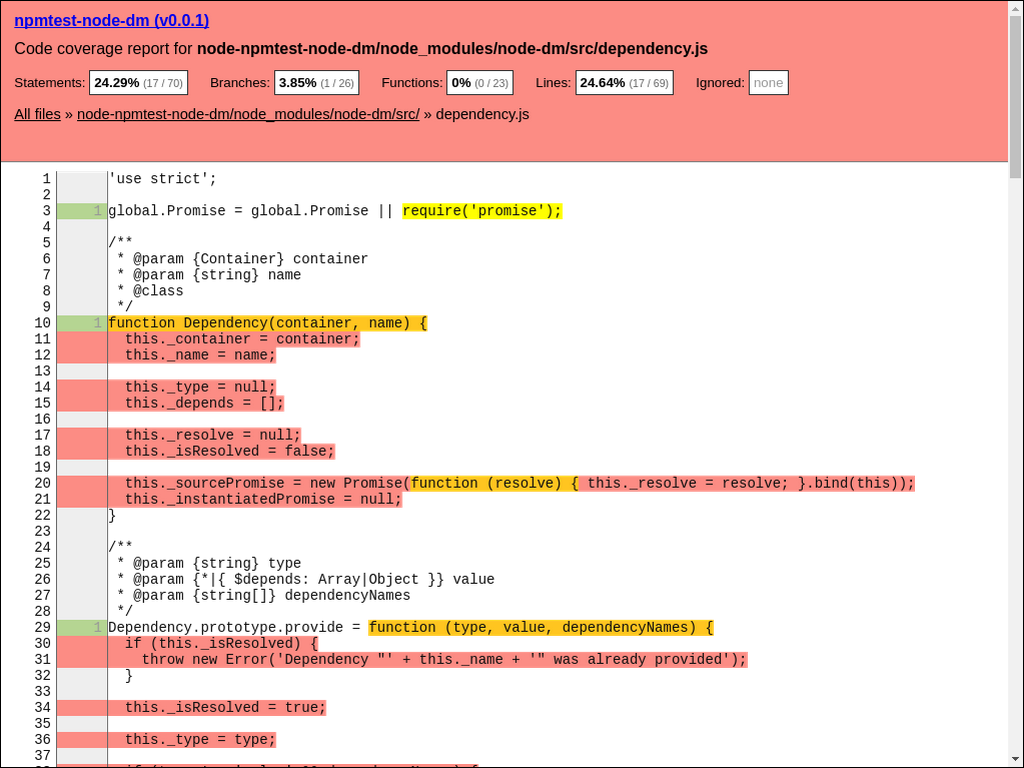 npmtest-node-dm (v0.0.1)
Code coverage report for node-npmtest-node-dm/node_modules/node-dm/src/dependency.js
Statements: 24.29% (17 / 70) Branches: 3.85% (1 / 26) Functions: 0% (0 / 23) Lines: 24.64% (17 / 69) Ignored: none
All files » node-npmtest-node-dm/node_modules/node-dm/src/ » dependency.js
1 'use strict';
2
3 1 global.Promise = global.Promise || require('promise');
4
5 /**
6  * @param {Container} container
7  * @param {string} name
8  * @class
9  */
10 1 function Dependency(container, name) {
11   this._container = container;
12   this._name = name;
13
14   this._type = null;
15   this._depends = [];
16
17   this._resolve = null;
18   this._isResolved = false;
19
20   this._sourcePromise = new Promise(function (resolve) { this._resolve = resolve; }.bind(this));
21   this._instantiatedPromise = null;
22 }
23
24 /**
25  * @param {string} type
26  * @param {*|{ $depends: Array|Object }} value
27  * @param {string[]} dependencyNames
28  */
29 1 Dependency.prototype.provide = function (type, value, dependencyNames) {
30   if (this._isResolved) {
31     throw new Error('Dependency "' + this._name + '" was already provided');
32   }
33
34   this._isResolved = true;
35
36   this._type = type;
37